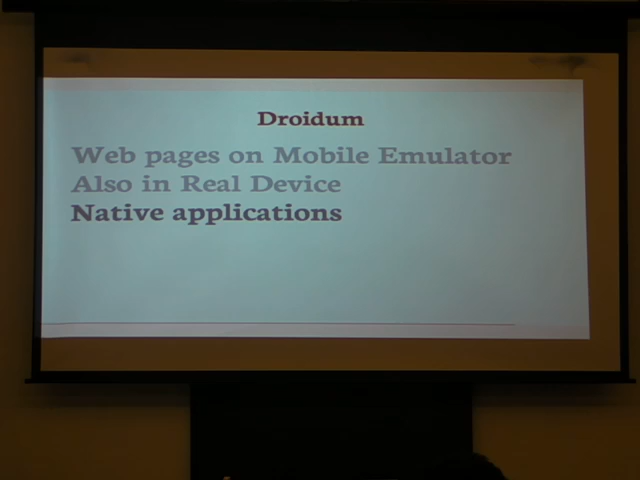 Droidum
Web pages on Mobile Emulator
Also in Real Device
Native applications